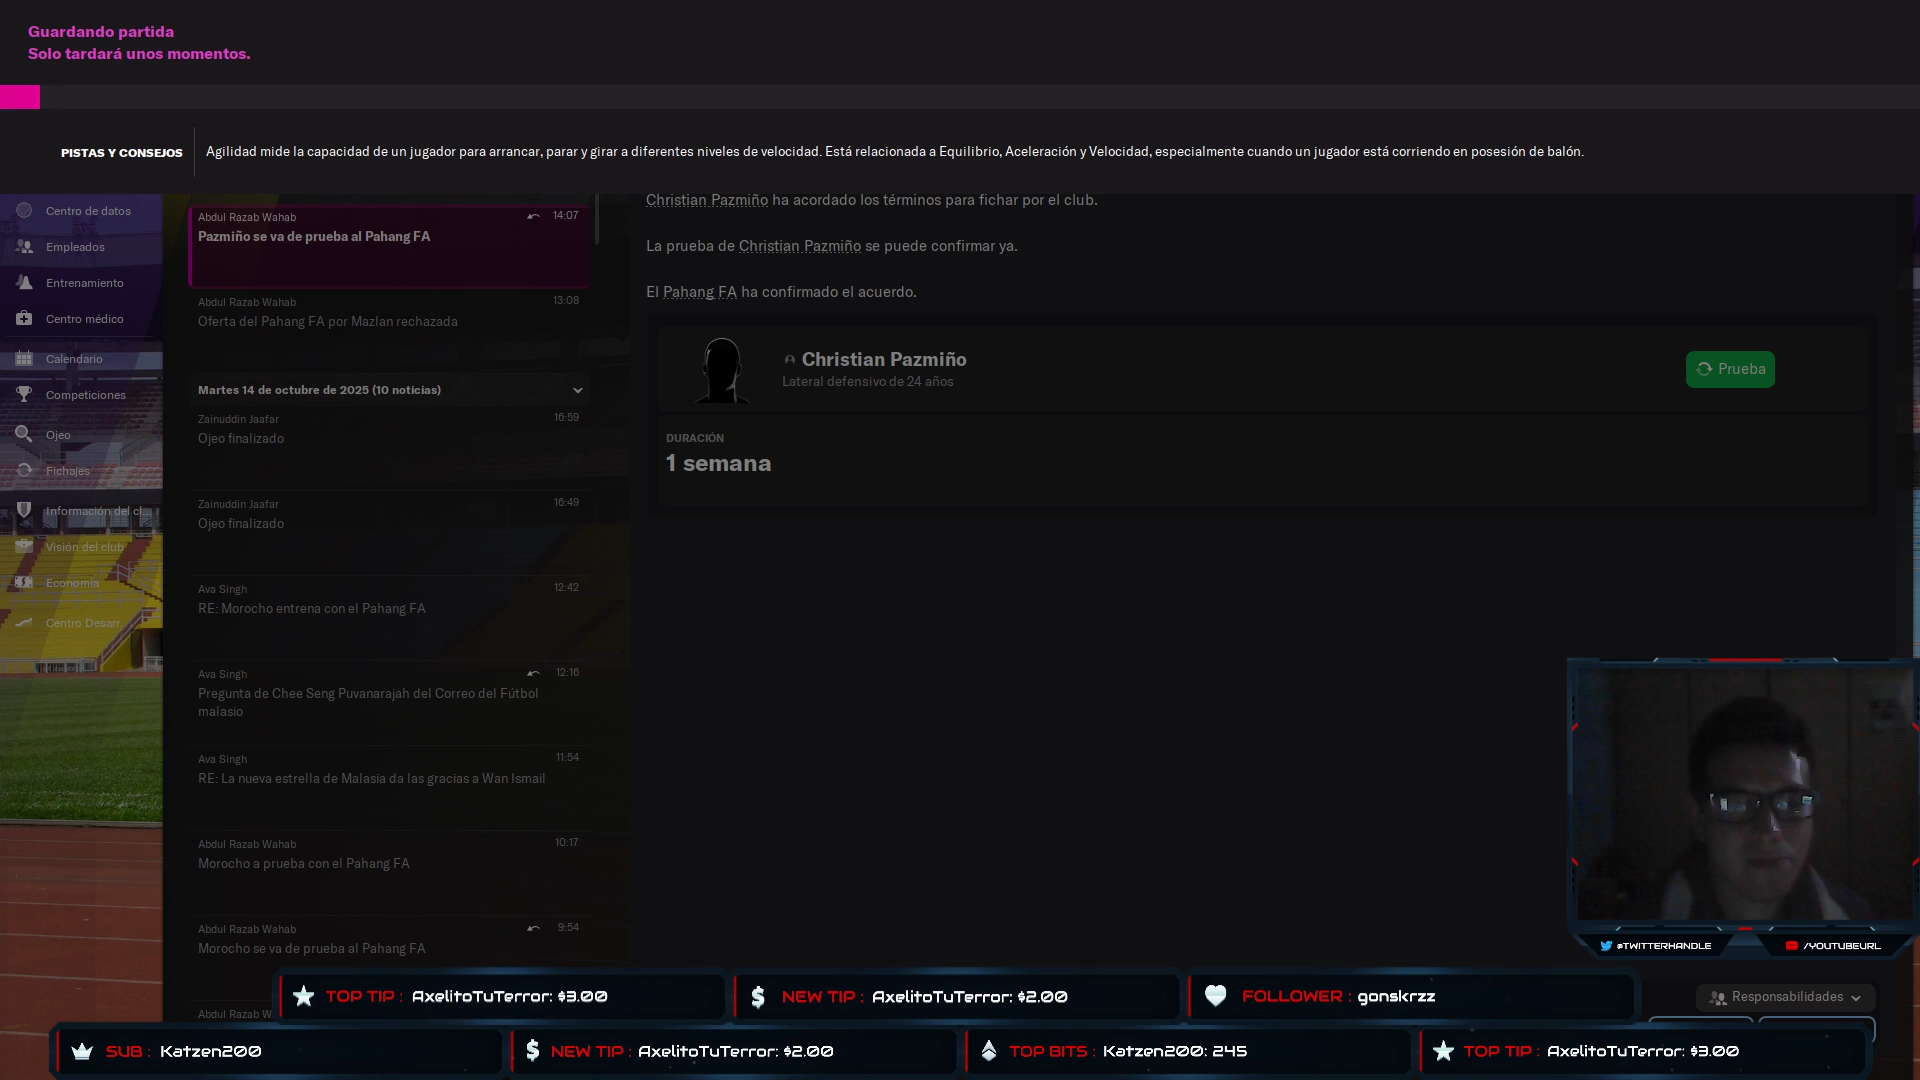 Guardando partida
Solo tardará unos momentos.
PISTAS Y CONSEJOS
Agilidad mide la capacidad de un jugador para arrancar, parar y girar a diferentes niveles de velocidad. Está relacionada a Equilibrio, Aceleración y Velocidad, especialmente cuando un jugador está corriendo en posesión de balón.
Centro de datos
Empleados
Entrenamiento
Centro médico
Calendario
Competiciones
Ojeo
Fichajes
Información del cl...
Visión del club
Economía
Centro Desarr.
Abdul Razab Wahab 14:07
Pazmiño se va de prueba al Pahang FA
Abdul Razab Wahab 13:08
Oferta del Pahang FA por Mazlan rechazada
Martes 14 de octubre de 2025 (10 noticias)
Zainuddin Jaafar 16:59
Ojeo finalizado
Zainuddin Jaafar 16:49
Ojeo finalizado
Ava Singh 12:42
RE: Morocho entrena con el Pahang FA
Ava Singh 12:16
Pregunta de Chee Seng Puvanarajah del Correo del Fútbol
malasio
Ava Singh 11:54
RE: La nueva estrella de Malasia da las gracias a Wan Ismail
Abdul Razab Wahab 10:17
Morocho a prueba con el Pahang FA
Abdul Razab Wahab 9:54
Morocho se va de prueba al Pahang FA
Abdul Razab W
Christian Pazmiño ha acordado los términos para fichar por el club.
La prueba de Christian Pazmiño se puede confirmar ya.
El Pahang FA ha confirmado el acuerdo.
Christian Pazmiño
Lateral defensivo de 24 años
Prueba
DURACIÓN
1 semana
@TWITTERHANDLE
/YOUTUBEURL
Responsabilidades
TOP TIP : AxelitoTuTerror: $3.00
NEW TIP : AxelitoTuTerror: $2.00
FOLLOWER : gonskrzz
SUB : Katzen200
NEW TIP : AxelitoTuTerror: $2.00
TOP BITS : Katzen200: 245
TOP TIP : AxelitoTuTerror: $3.00